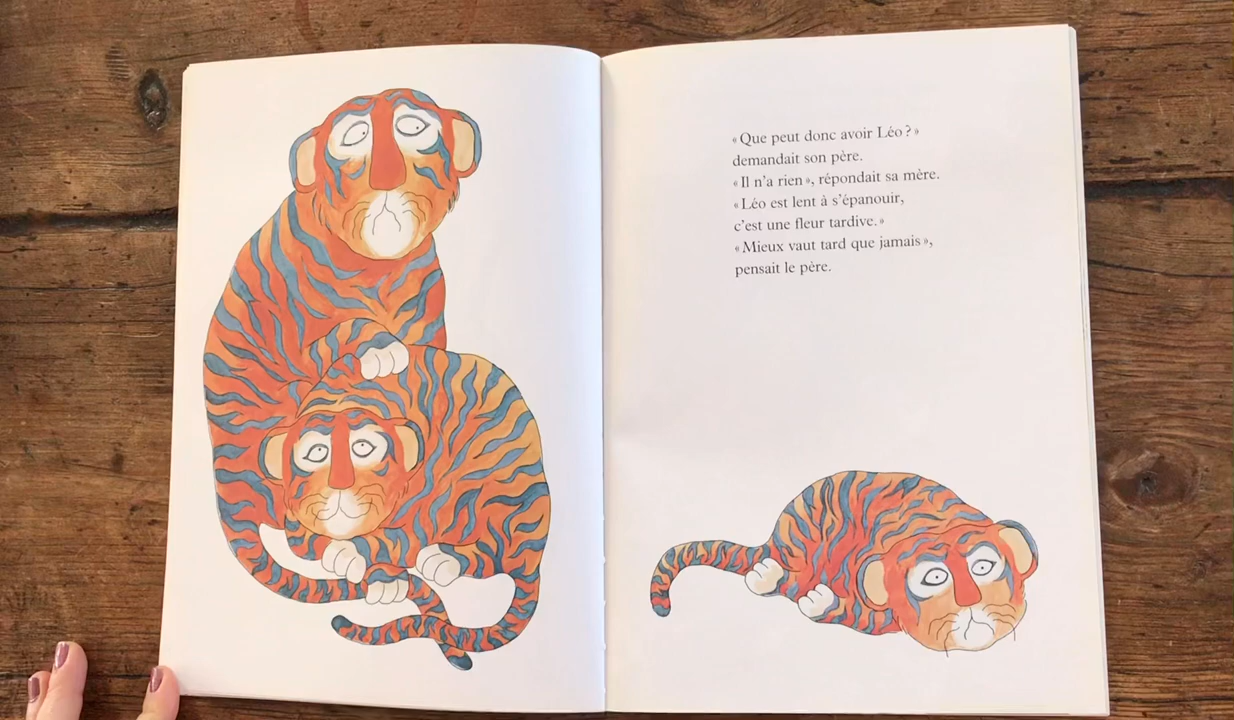 « Que peut donc avoir Léo ? »
demandait son père.
« Il n'a rien », répondait sa mère.
« Léo est lent à s'épanouir,
c'est une fleur tardive. »
« Mieux vaut tard que jamais »,
pensait le père.